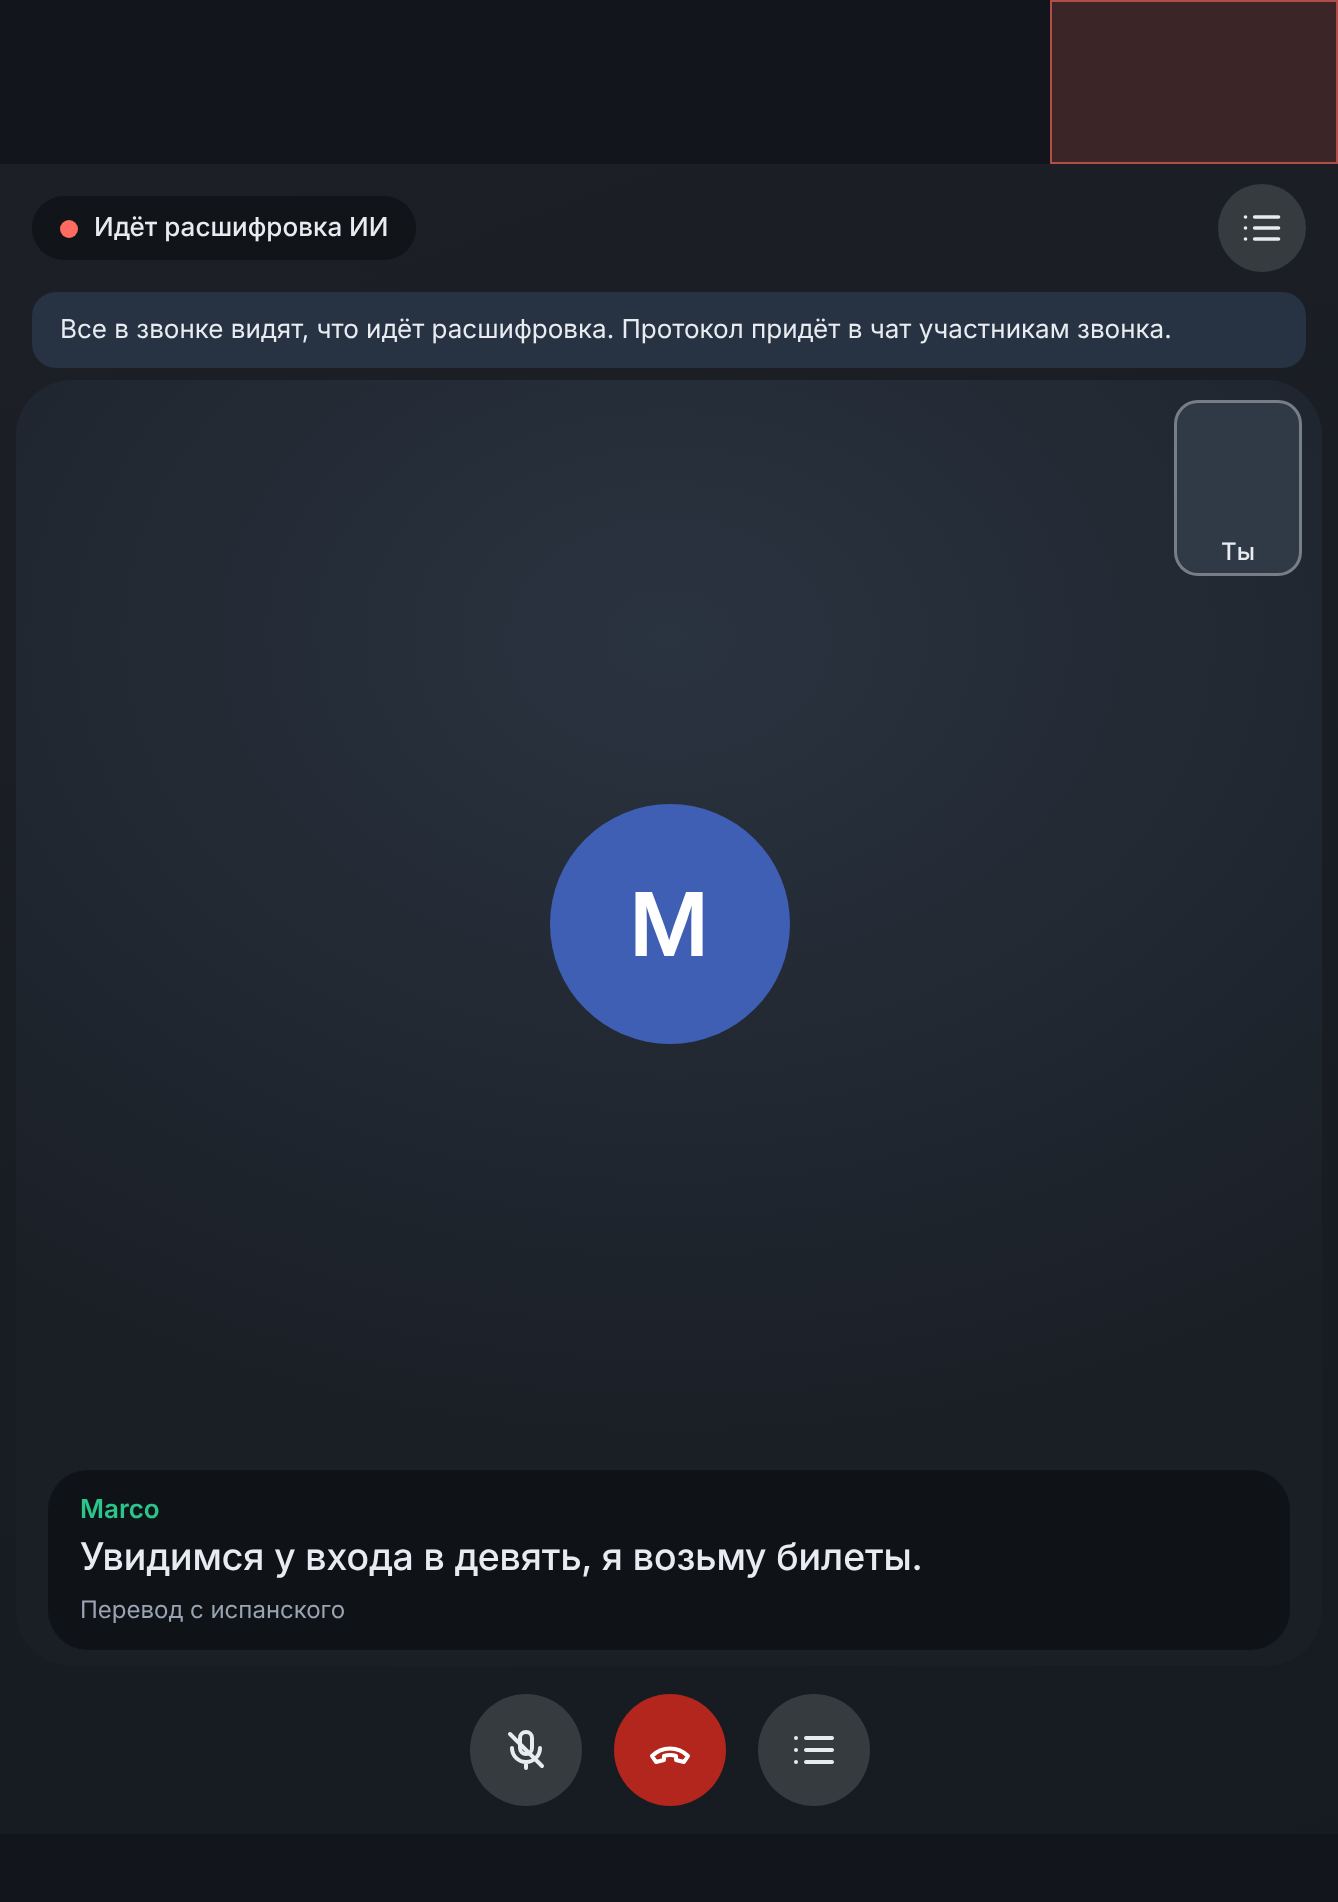 Идёт расшифровка ИИ
Все в звонке видят, что идёт расшифровка. Протокол придёт в чат участникам звонка.
Ты
M
Marco
Увидимся у входа в девять, я возьму билеты.
Перевод с испанского